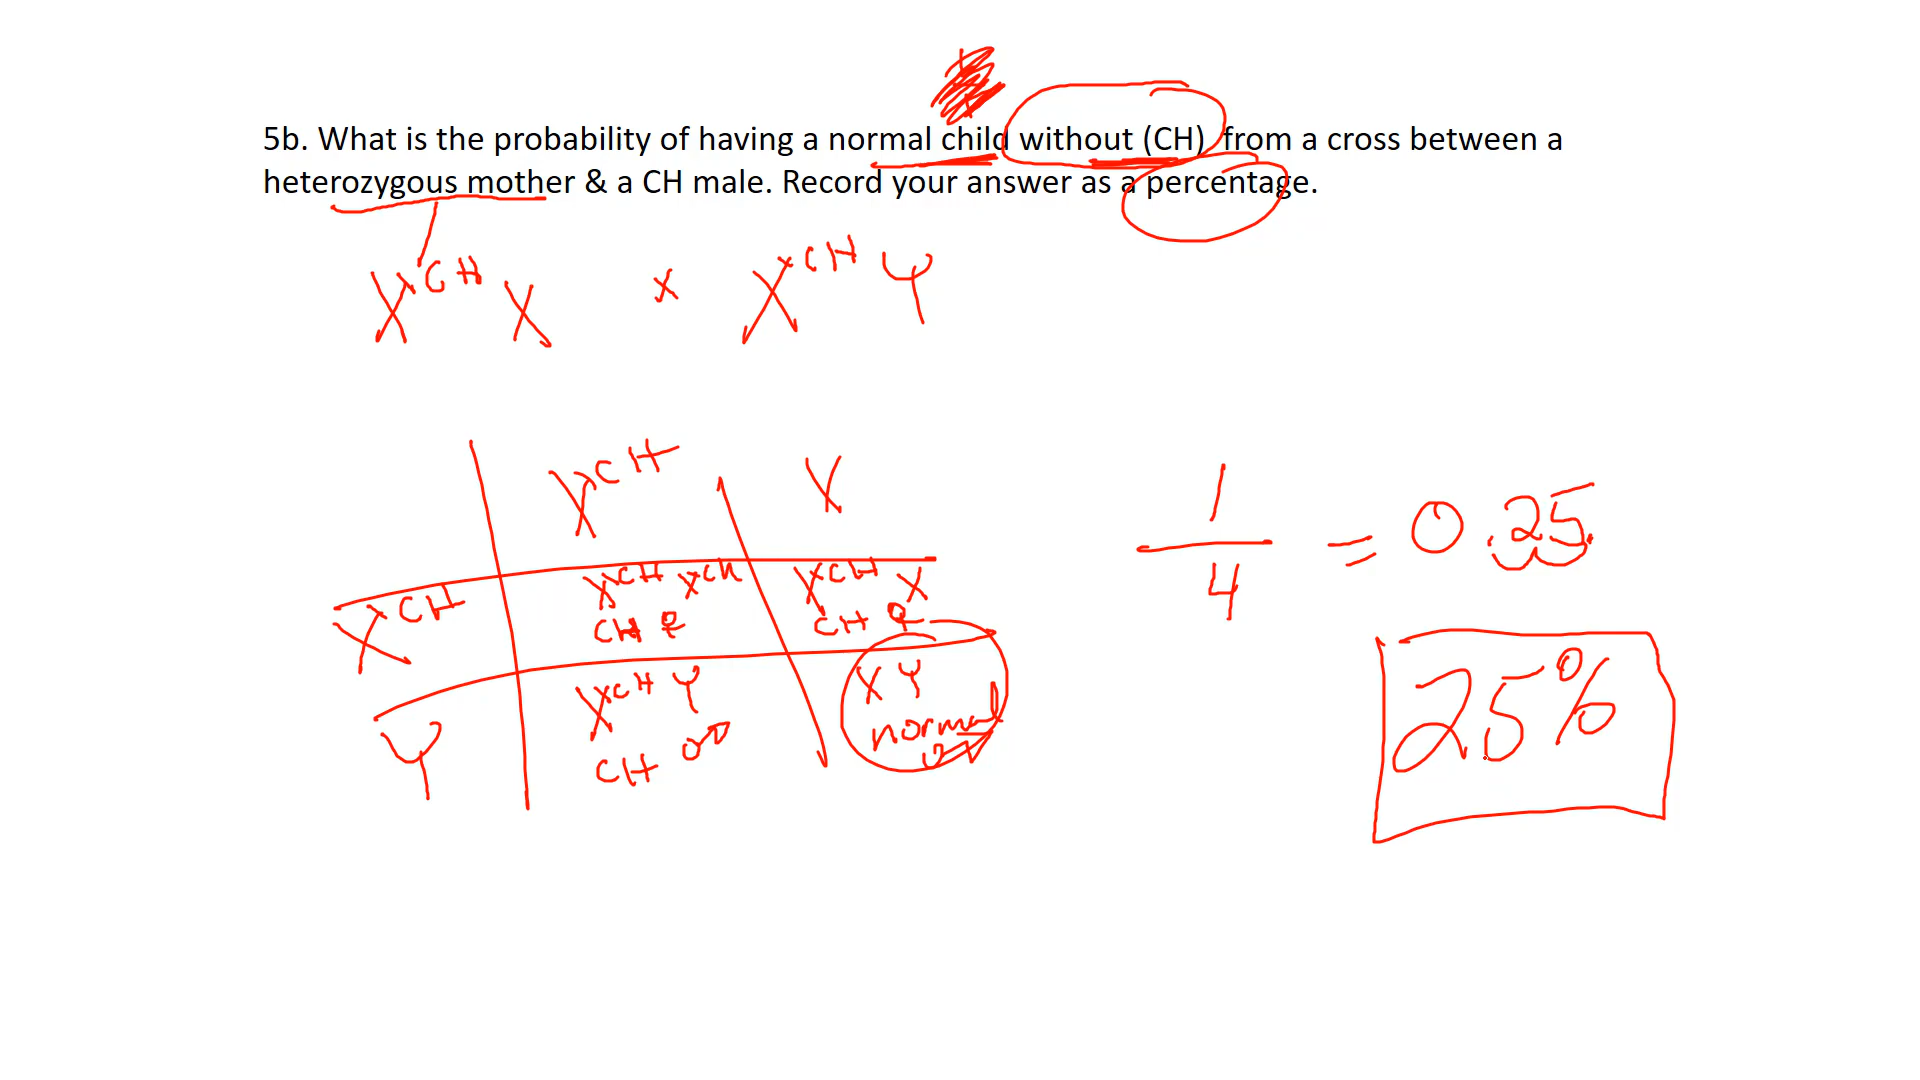 5b. What is the probability of having a normal child without (CH) from a cross between a
heterozygous mother & a CH male. Record your answer as a percentage.
X^CH X x X^CH Y
X^CH X
X^CH X^CH X^CH X^CH X
CH ♀ CH ♀
Y X^CH Y X Y
CH ♂ normal ♂
1/4 = 0.25
25%